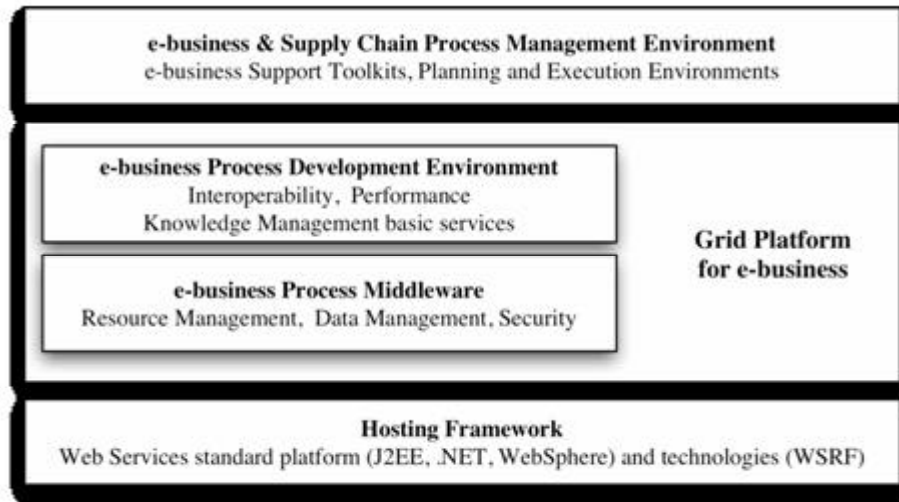 e-business & Supply Chain Process Management Environment
e-business Support Toolkits, Planning and Execution Environments
e-business Process Development Environment
Interoperability, Performance
Knowledge Management basic services
e-business Process Middleware
Resource Management, Data Management, Security
Grid Platform
for e-business
Hosting Framework
Web Services standard platform (J2EE, .NET, WebSphere) and technologies (WSRF)